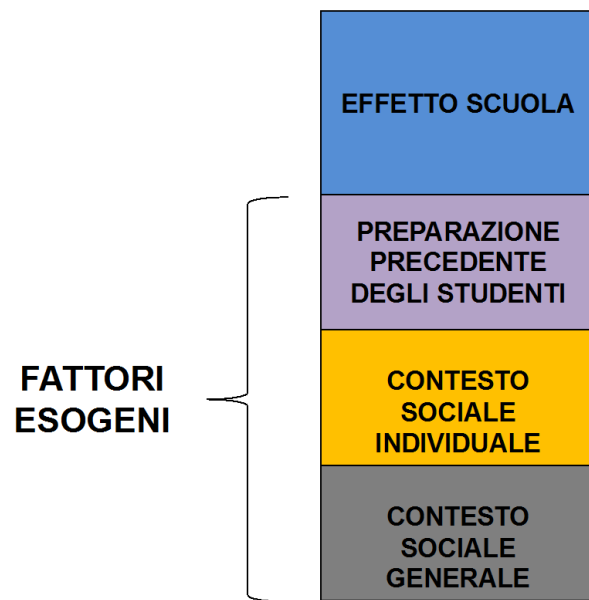 EFFETTO SCUOLA
PREPARAZIONE
PRECEDENTE
DEGLI STUDENTI
FATTORI
ESOGENI
CONTESTO
SOCIALE
INDIVIDUALE
CONTESTO
SOCIALE
GENERALE